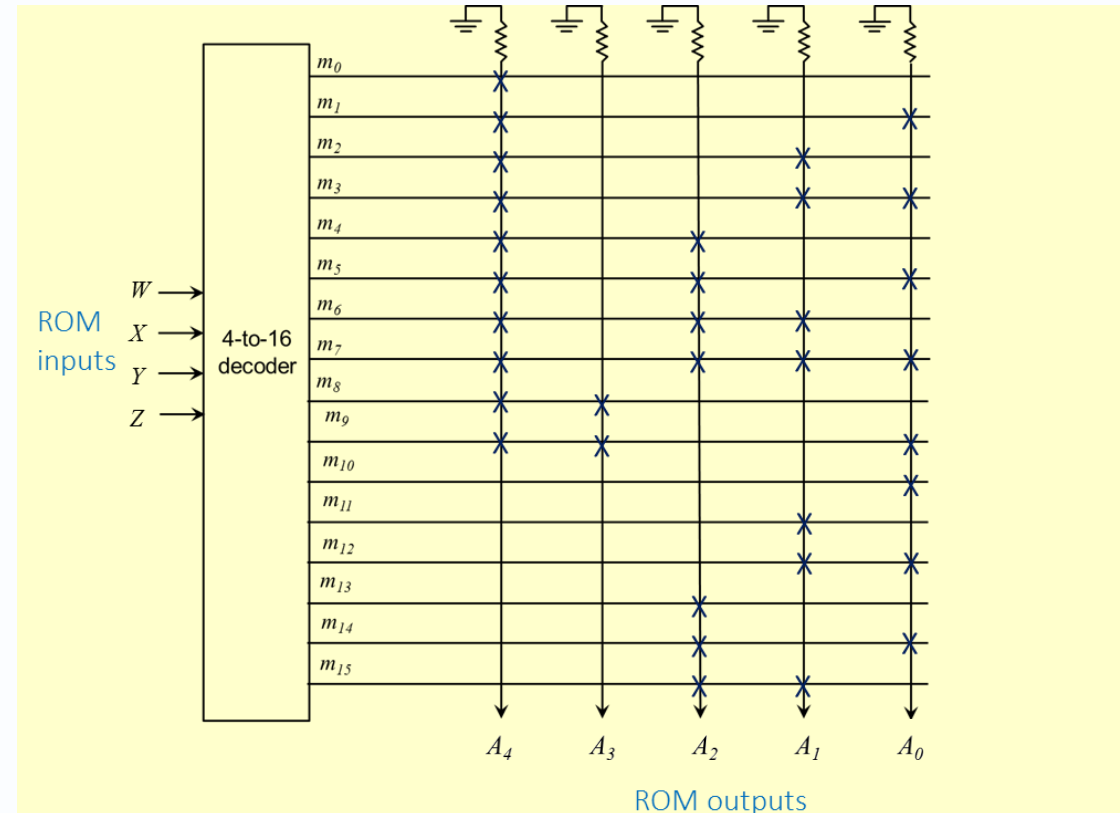 m0
m1
m2
m3
m4
m5
m6
m7
m8
m9
m10
m11
m12
m13
m14
m15
ROM
inputs
W
X
Y
Z
4-to-16
decoder
A4 A3 A2 A1 A0
ROM outputs